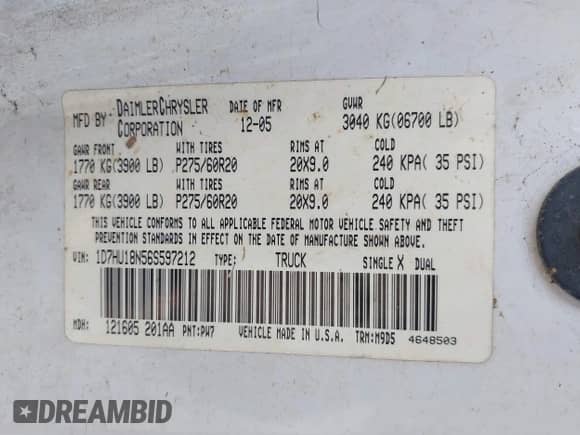 MFD BY DAIMLERCHRYSLER CORPORATION DATE OF MFR 12-05 GVWR 3040 KG(06700 LB)
GAWR FRONT WITH TIRES RIMS AT COLD
1770 KG(3900 LB) P275/60R20 20X9.0 240 KPA( 35 PSI)
GAWR REAR WITH TIRES RIMS AT COLD
1770 KG(3900 LB) P275/60R20 20X9.0 240 KPA( 35 PSI)
THIS VEHICLE CONFORMS TO ALL APPLICABLE FEDERAL MOTOR VEHICLE SAFETY AND THEFT
PREVENTION STANDARDS IN EFFECT ON THE DATE OF MANUFACTURE SHOWN ABOVE.
VIN: 1D7HU18N56S597212 TYPE: TRUCK SINGLE X DUAL
MDH: 121605 201AA PNT:PW7 VEHICLE MADE IN U.S.A. TRM:M9D5 4648503
DREAMBID